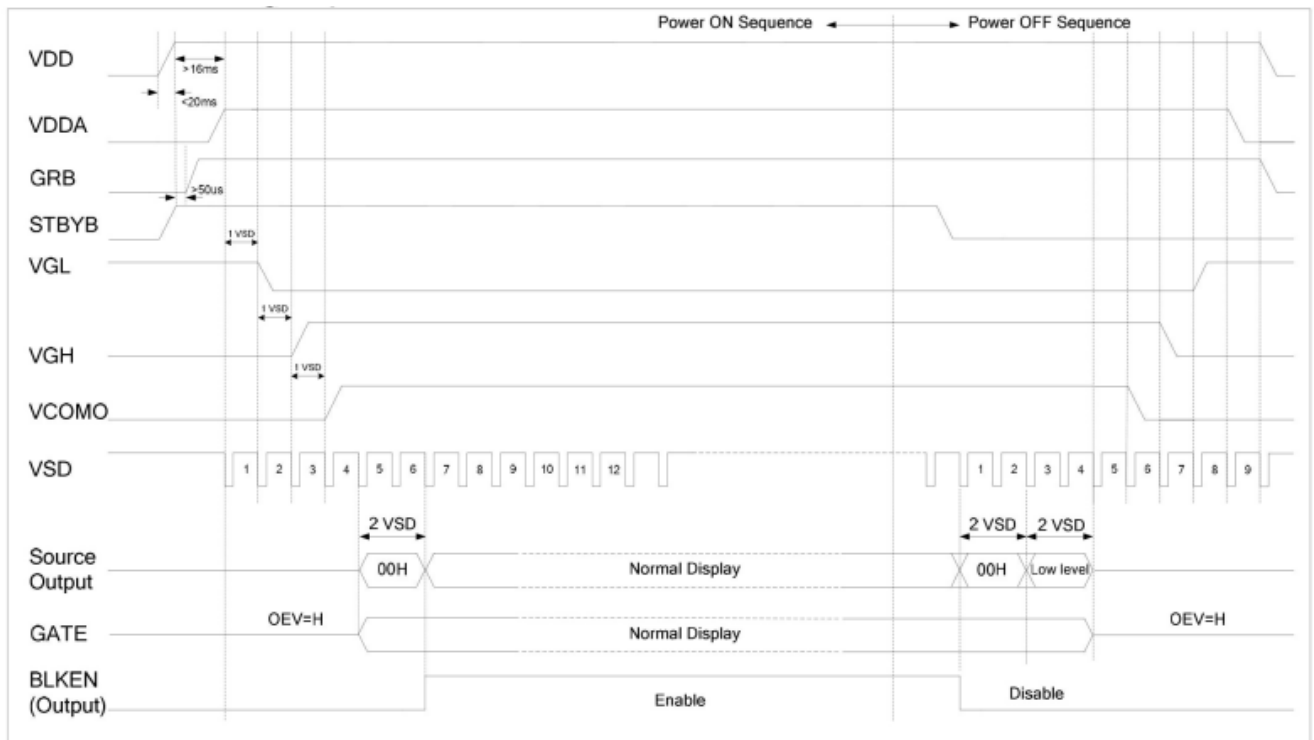 Power ON Sequence
Power OFF Sequence
VDD
>16ms
<20ms
VDDA
GRB
>50us
STBYB
1 VSD
VGL
1 VSD
VGH
1 VSD
VCOMO
VSD
1 2 3 4 5 6 7 8 9 10 11 12 1 2 3 4 5 6 7 8 9
2 VSD 2 VSD 2 VSD
Source
Output
00H Normal Display 00H Low level
OEV=H OEV=H
GATE Normal Display
BLKEN
(Output)
Enable Disable